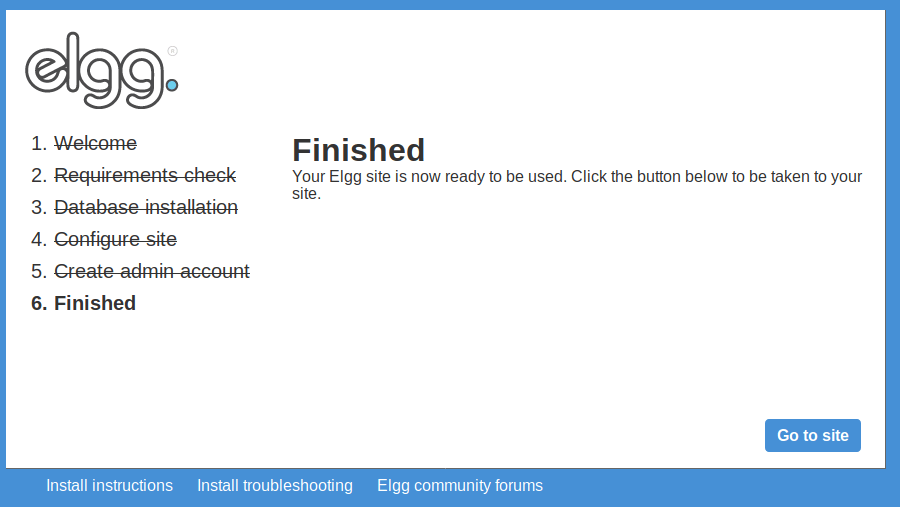 elgg.®
1. Welcome
2. Requirements check
3. Database installation
4. Configure site
5. Create admin account
6. Finished
Finished
Your Elgg site is now ready to be used. Click the button below to be taken to your
site.
Go to site
Install instructions Install troubleshooting Elgg community forums